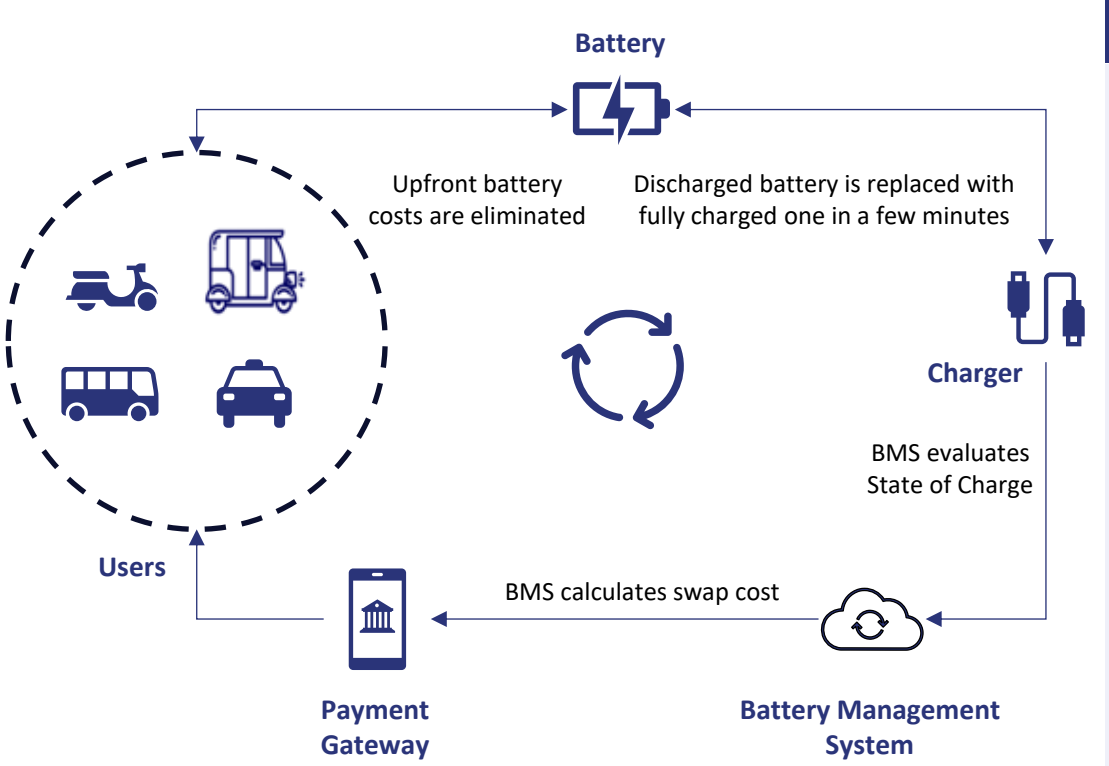 Battery
Upfront battery
costs are eliminated
Discharged battery is replaced with
fully charged one in a few minutes
Charger
BMS evaluates
State of Charge
Users
BMS calculates swap cost
Payment
Gateway
Battery Management
System